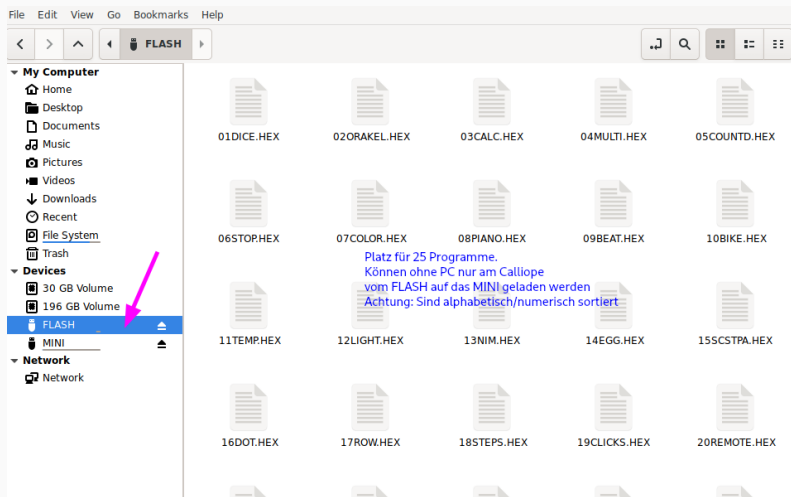 File Edit View Go Bookmarks Help
FLASH
My Computer
Home
Desktop
Documents
Music
Pictures
Videos
Downloads
Recent
File System
Trash
Devices
30 GB Volume
196 GB Volume
FLASH
MINI
Network
Network
01DICE.HEX 02ORAKEL.HEX 03CALC.HEX 04MULTI.HEX 05COUNTD.HEX
06STOP.HEX 07COLOR.HEX 08PIANO.HEX 09BEAT.HEX 10BIKE.HEX
Platz für 25 Programme.
Können ohne PC nur am Calliope
vom FLASH auf das MINI geladen werden
Achtung: Sind alphabetisch/numerisch sortiert
11TEMP.HEX 12LIGHT.HEX 13NIM.HEX 14EGG.HEX 15SCSTPA.HEX
16DOT.HEX 17ROW.HEX 18STEPS.HEX 19CLICKS.HEX 20REMOTE.HEX